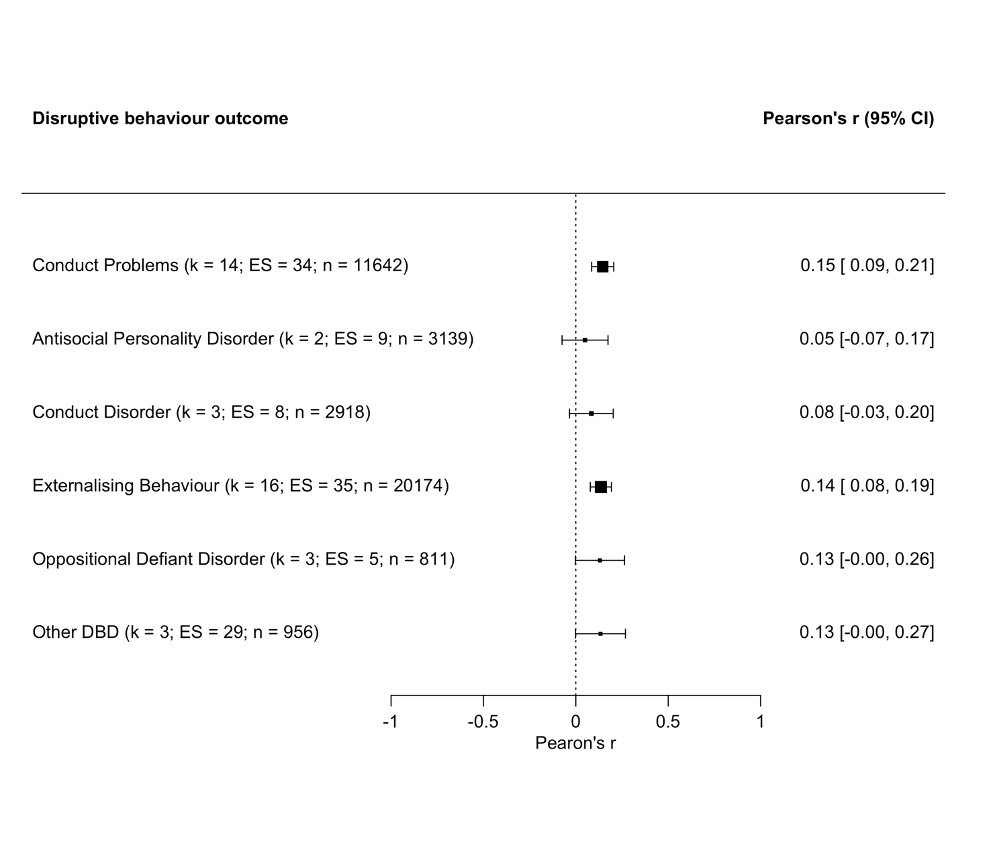 Disruptive behaviour outcome Pearson's r (95% CI)
Conduct Problems (k = 14; ES = 34; n = 11642) 0.15 [ 0.09, 0.21]
Antisocial Personality Disorder (k = 2; ES = 9; n = 3139) 0.05 [-0.07, 0.17]
Conduct Disorder (k = 3; ES = 8; n = 2918) 0.08 [-0.03, 0.20]
Externalising Behaviour (k = 16; ES = 35; n = 20174) 0.14 [ 0.08, 0.19]
Oppositional Defiant Disorder (k = 3; ES = 5; n = 811) 0.13 [-0.00, 0.26]
Other DBD (k = 3; ES = 29; n = 956) 0.13 [-0.00, 0.27]
-1 -0.5 0 0.5 1
Pearon's r